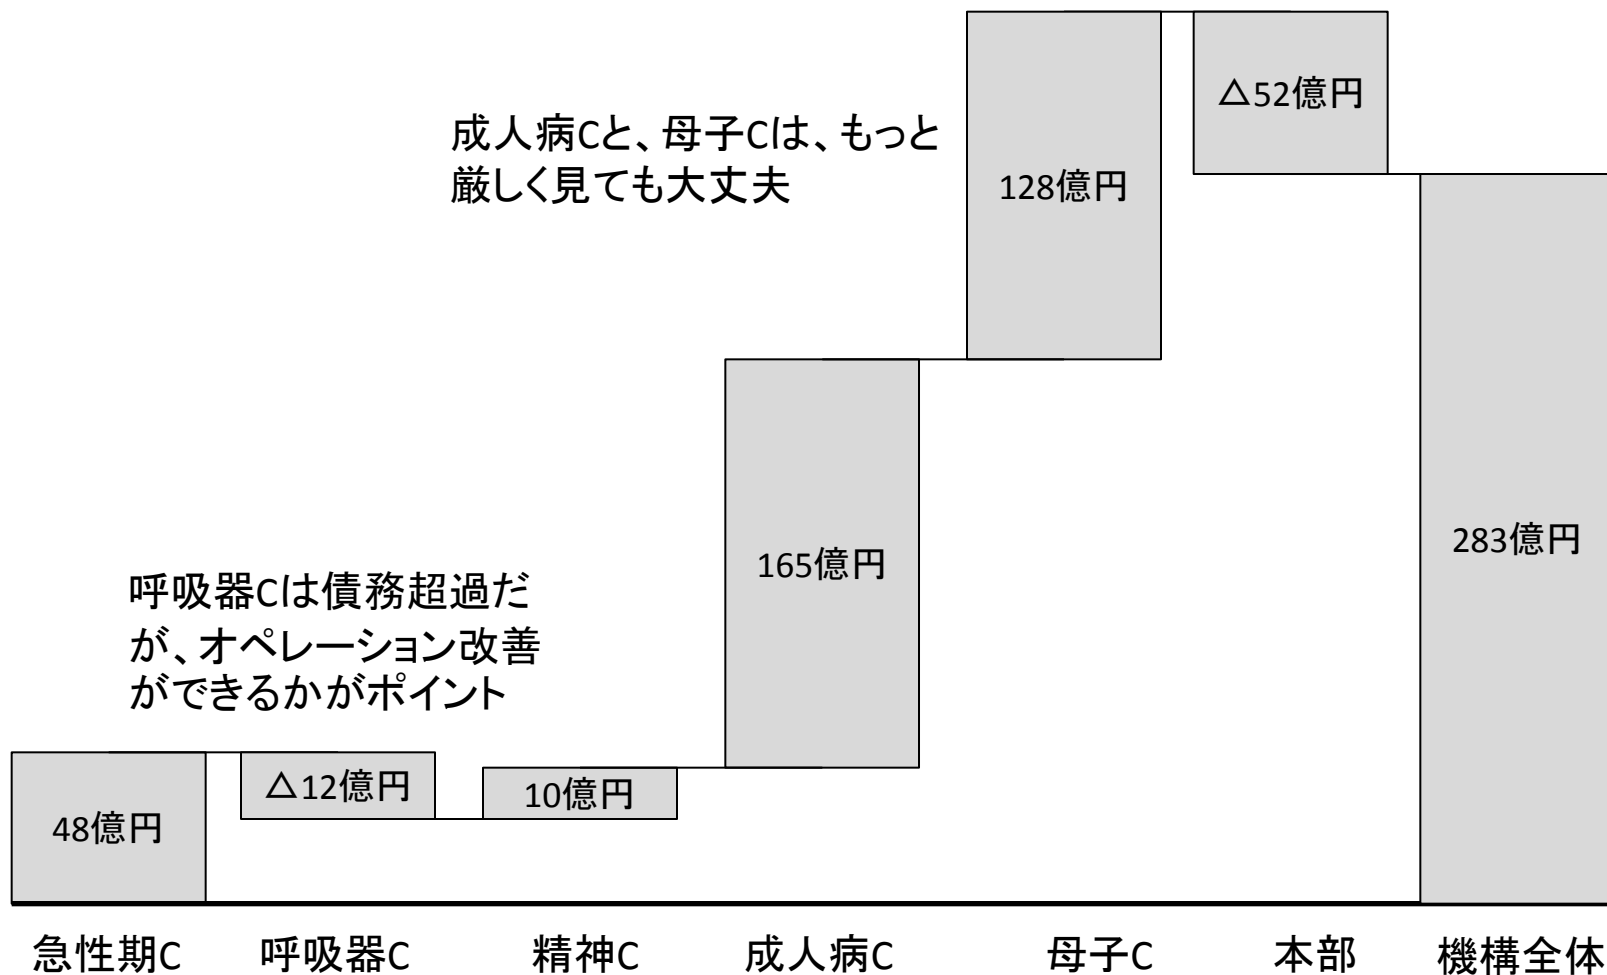 △52億円
成人病Cと、母子Cは、もっと
厳しく見ても大丈夫
128億円
283億円
165億円
呼吸器Cは債務超過だ
が、オペレーション改善
ができるかがポイント
△12億円
10億円
48億円
急性期C 呼吸器C 精神C 成人病C 母子C 本部 機構全体